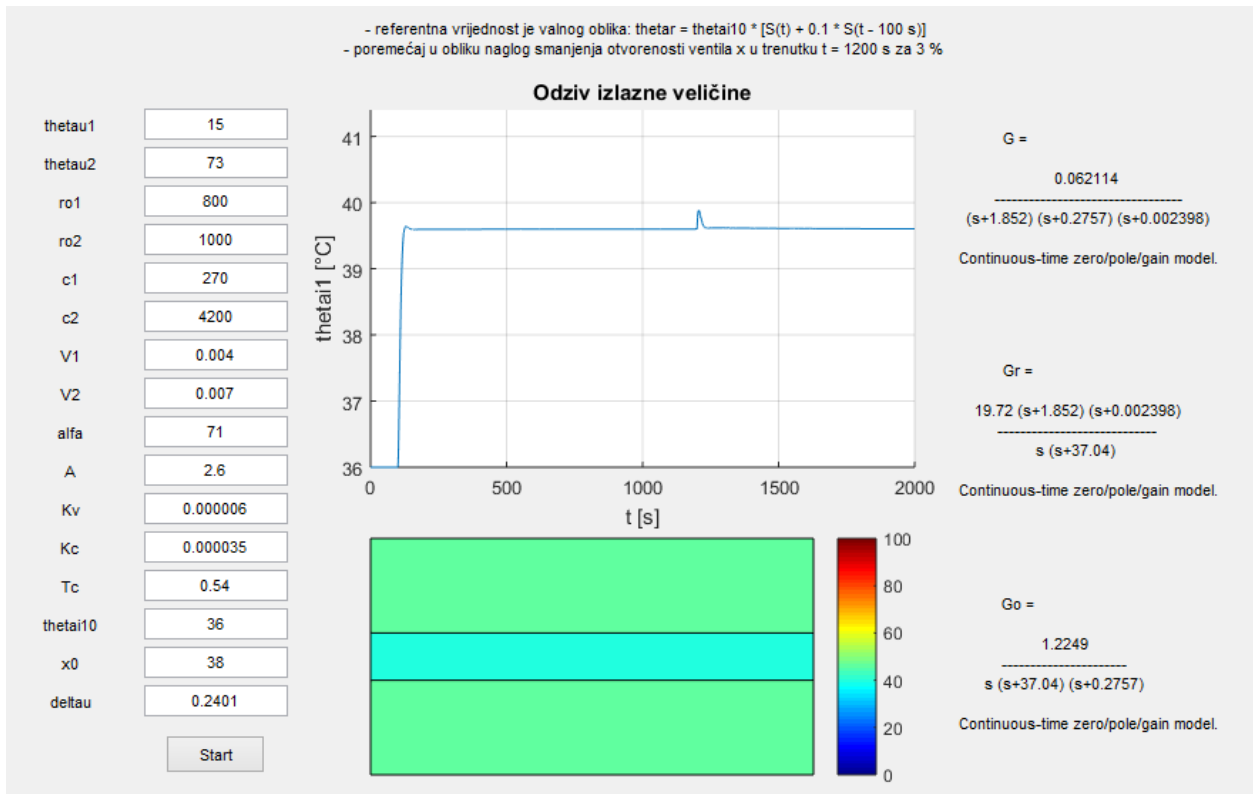 - referentna vrijednost je valnog oblika: thetar = thetai10 * [S(t) + 0.1 * S(t - 100 s)]
- poremećaj u obliku naglog smanjenja otvorenosti ventila x u trenutku t = 1200 s za 3 %
thetau1 15
thetau2 73
ro1 800
ro2 1000
c1 270
c2 4200
V1 0.004
V2 0.007
alfa 71
A 2.6
Kv 0.000006
Kc 0.000035
Tc 0.54
thetai10 36
x0 38
deltau 0.2401
Start
Odziv izlazne veličine
41
40
39
38
37
36
thetai1 [°C]
0 500 1000 1500 2000
t [s]
100
80
60
40
20
0
G =
0.062114
---------------------------------
(s+1.852) (s+0.2757) (s+0.002398)
Continuous-time zero/pole/gain model.
Gr =
19.72 (s+1.852) (s+0.002398)
----------------------------
s (s+37.04)
Continuous-time zero/pole/gain model.
Go =
1.2249
----------------------
s (s+37.04) (s+0.2757)
Continuous-time zero/pole/gain model.